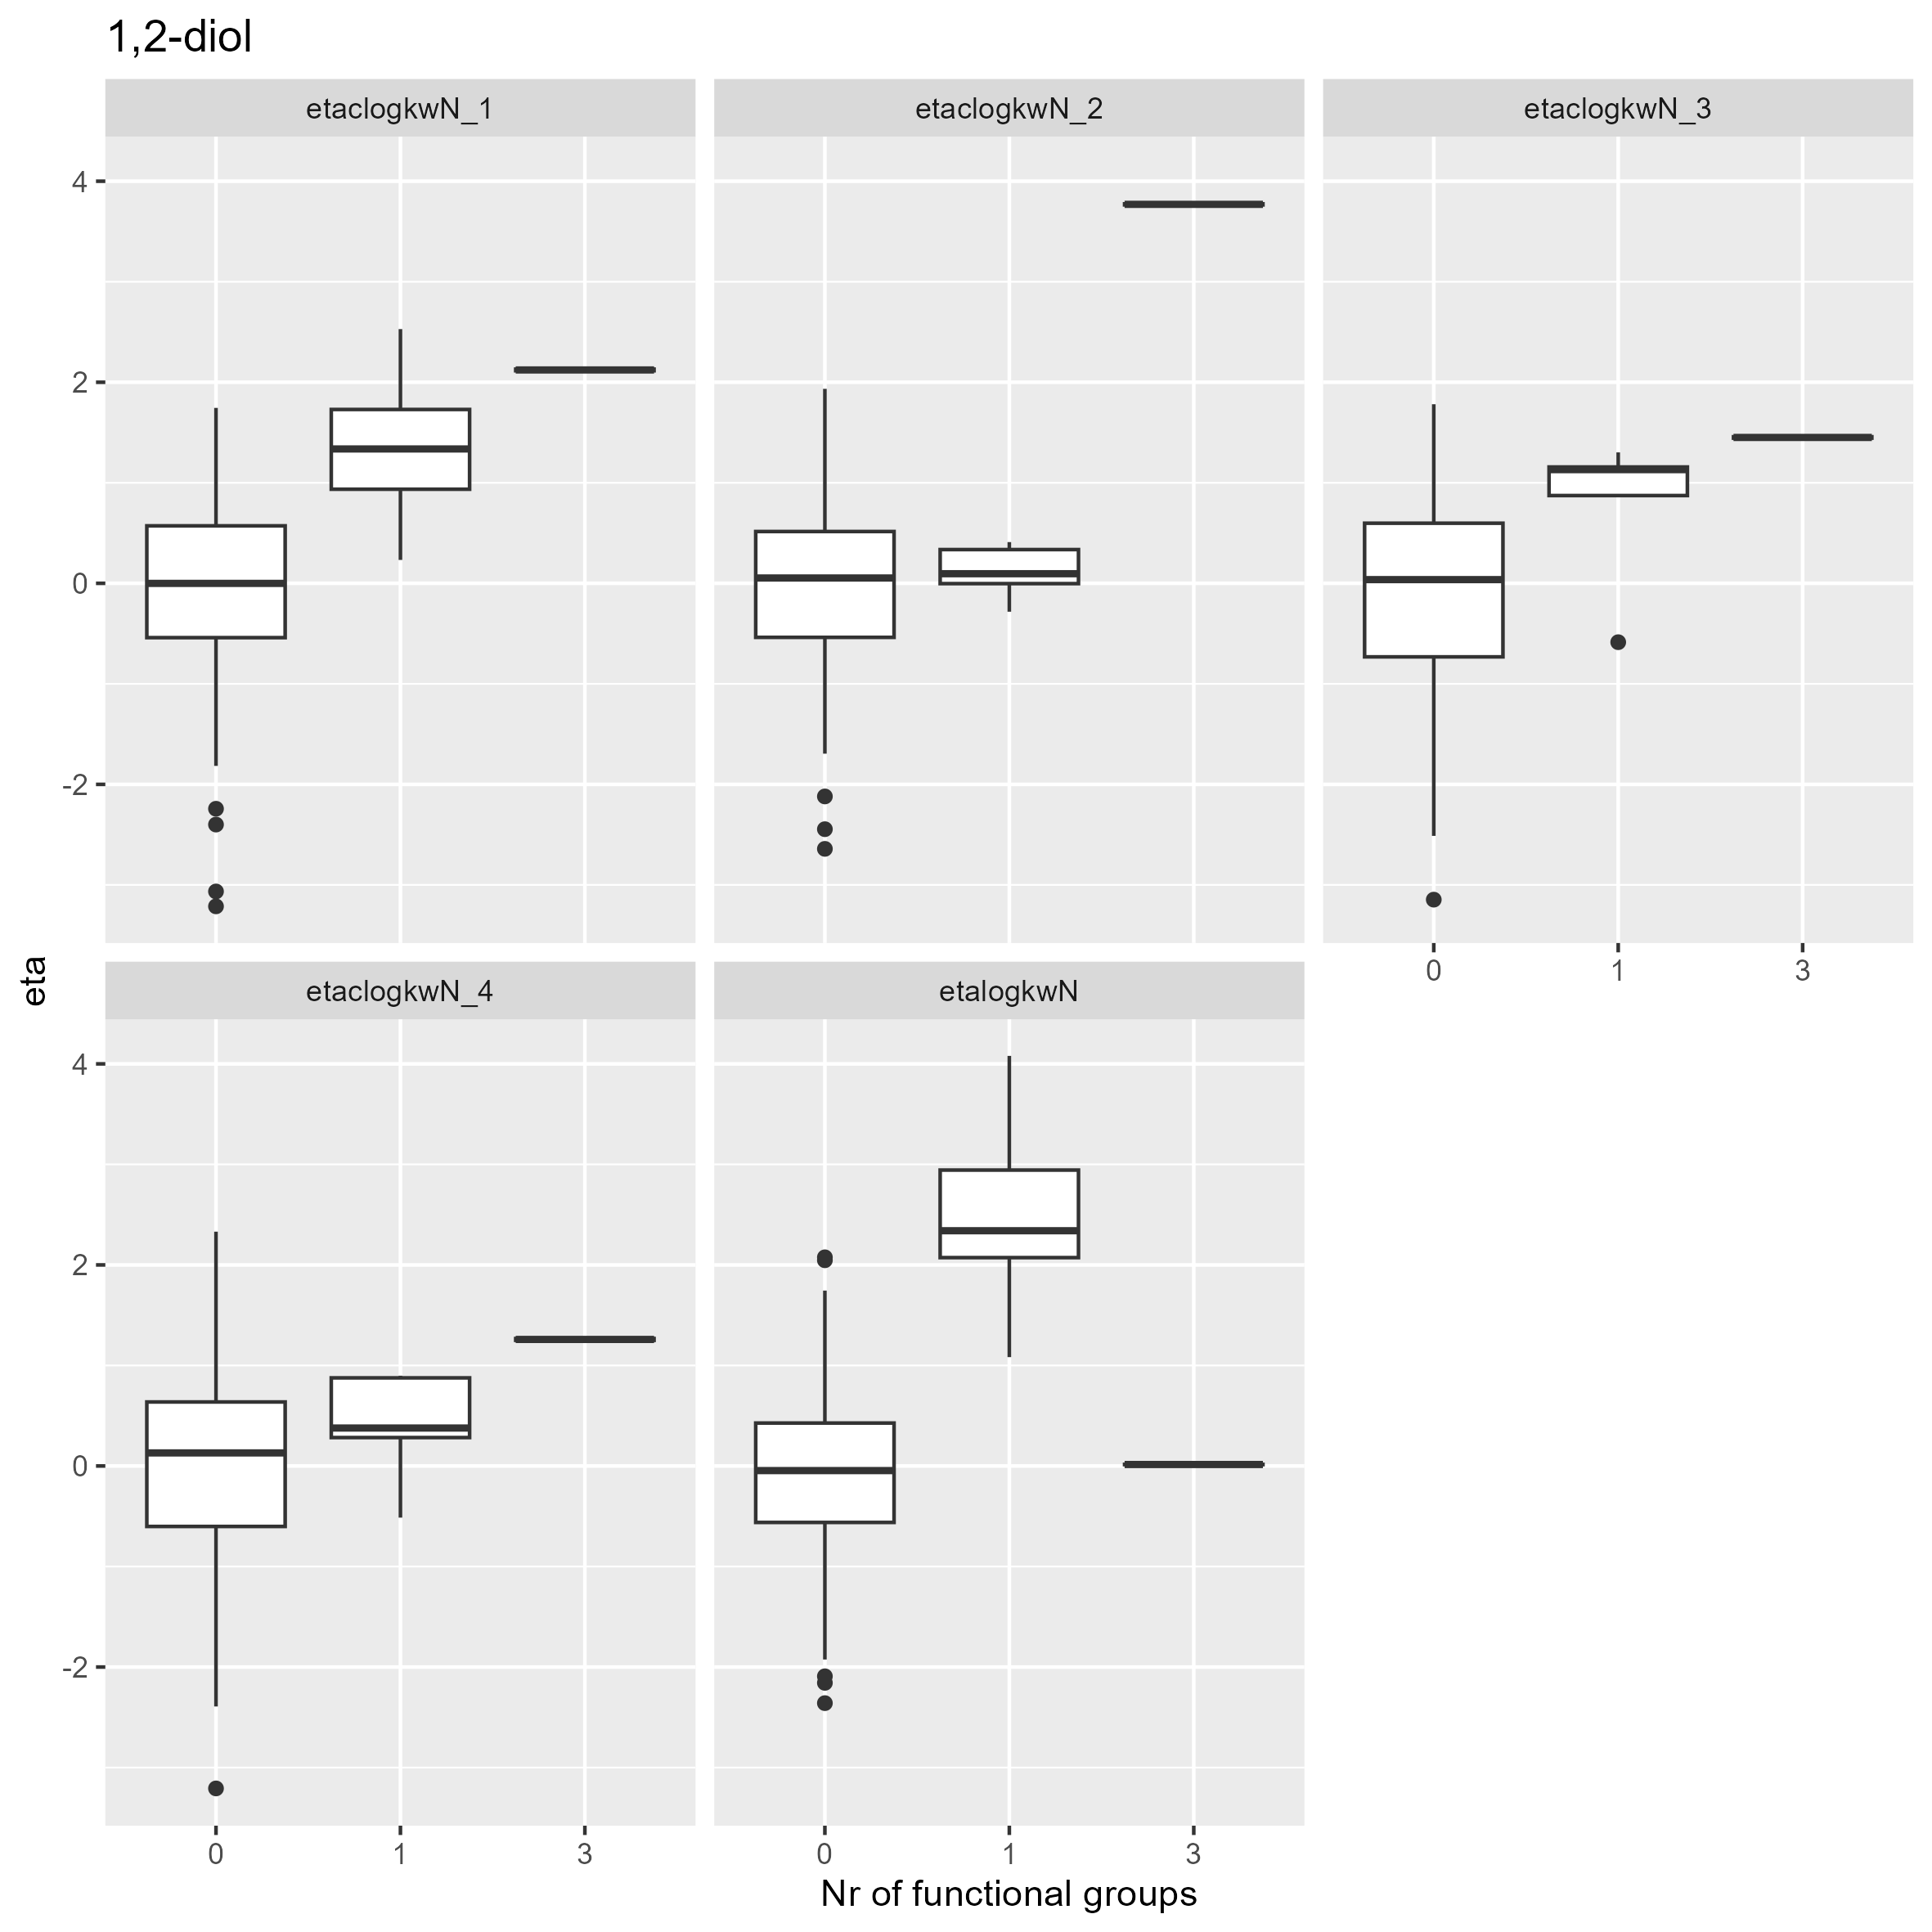 1,2-diol
etaclogkwN_1
etaclogkwN_2
etaclogkwN_3
4
2
0
-2
0
1
3
eta
etaclogkwN_4
etalogkwN
4
2
0
-2
0
1
3
0
1
3
Nr of functional groups